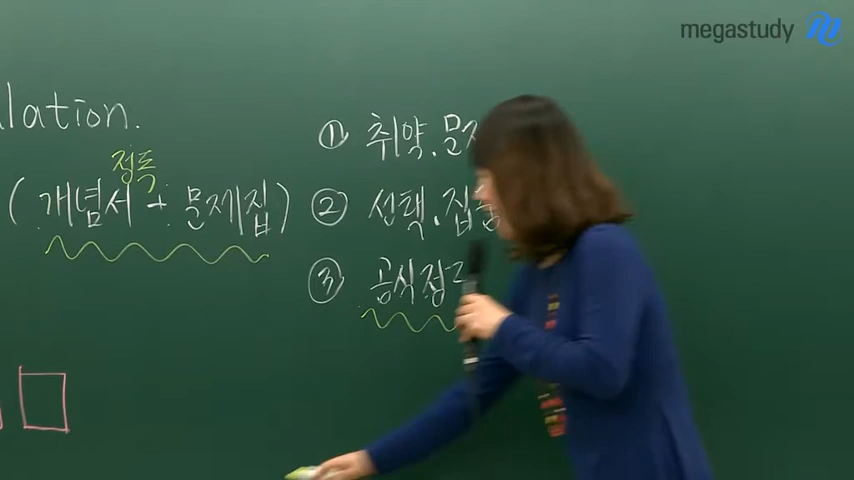 megastudy
lation.
정독
(개념서 + 문제집)
① 취약.문
② 선택.집
③ 공식정